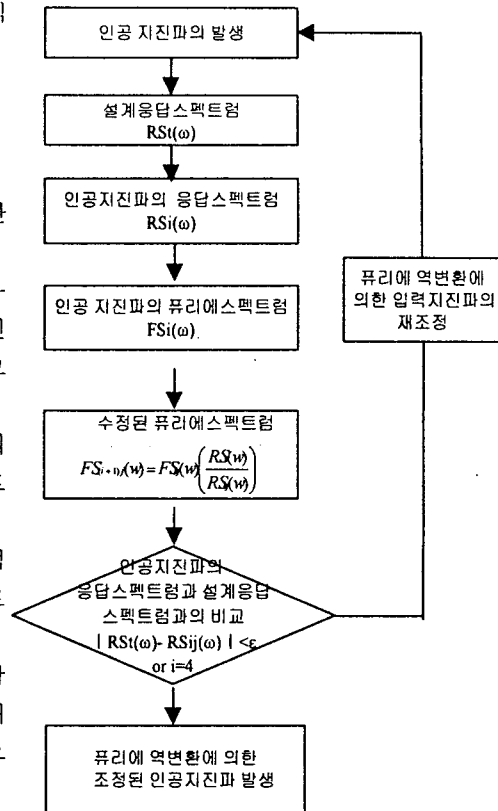 인공 지진파의 발생
설계응답스펙트럼
RSt(ω)
인공지진파의 응답스펙트럼
RSi(ω)
인공 지진파의 퓨리에스펙트럼
FSi(ω)
퓨리에 역변환에
의한 입력지진파의
재조정
수정된 퓨리에스펙트럼
인공지진파의
응답스펙트럼과 설계응답
스펙트럼과의 비교
| RSt(ω)- RSij(ω) | <ε
or i=4
퓨리에 역변환에 의한
조정된 인공지진파 발생